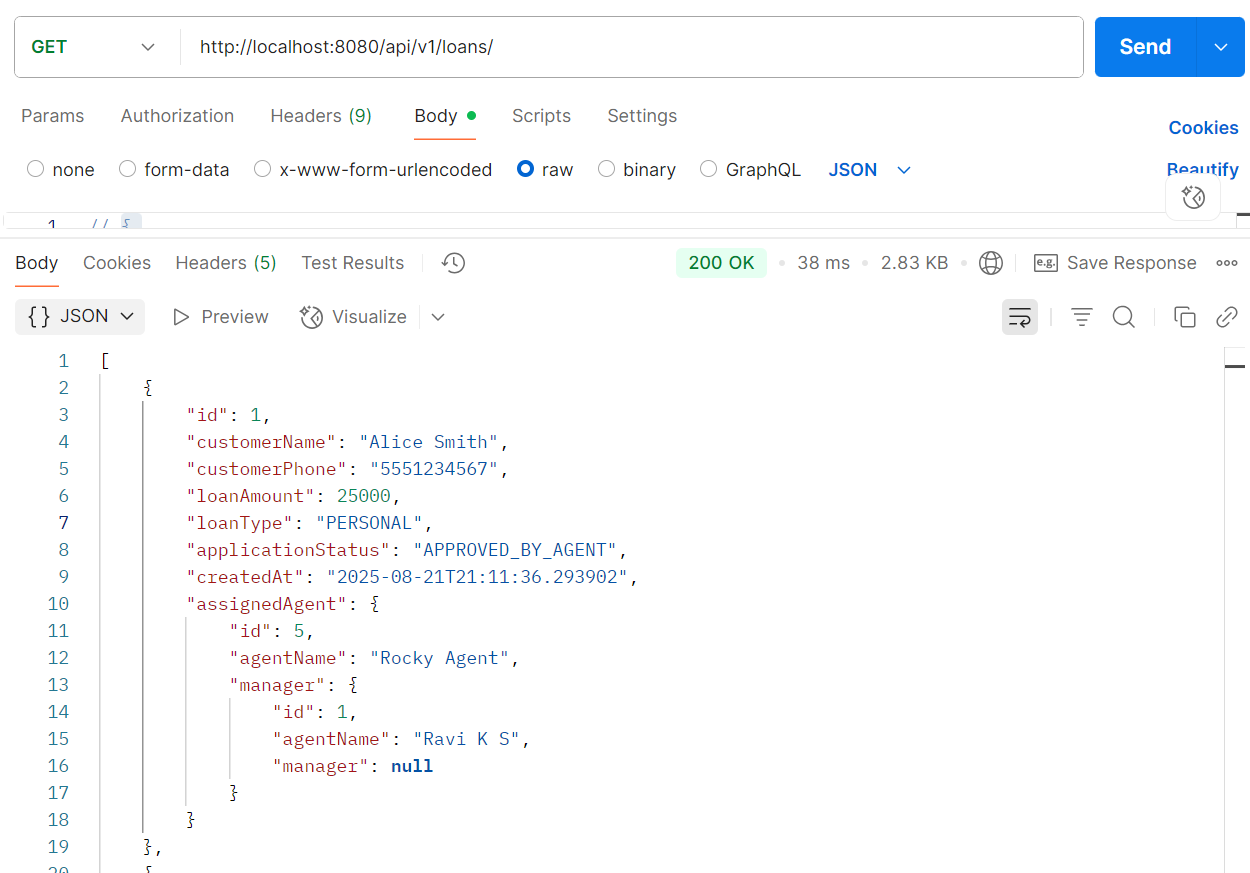 GET http://localhost:8080/api/v1/loans/ Send
Params Authorization Headers (9) Body Scripts Settings Cookies
none form-data x-www-form-urlencoded raw binary GraphQL JSON Beautify
1 // {
Body Cookies Headers (5) Test Results 200 OK 38 ms 2.83 KB e.g. Save Response
{} JSON Preview Visualize
1 [
2 {
3 "id": 1,
4 "customerName": "Alice Smith",
5 "customerPhone": "5551234567",
6 "loanAmount": 25000,
7 "loanType": "PERSONAL",
8 "applicationStatus": "APPROVED_BY_AGENT",
9 "createdAt": "2025-08-21T21:11:36.293902",
10 "assignedAgent": {
11 "id": 5,
12 "agentName": "Rocky Agent",
13 "manager": {
14 "id": 1,
15 "agentName": "Ravi K S",
16 "manager": null
17 }
18 }
19 },
20 {